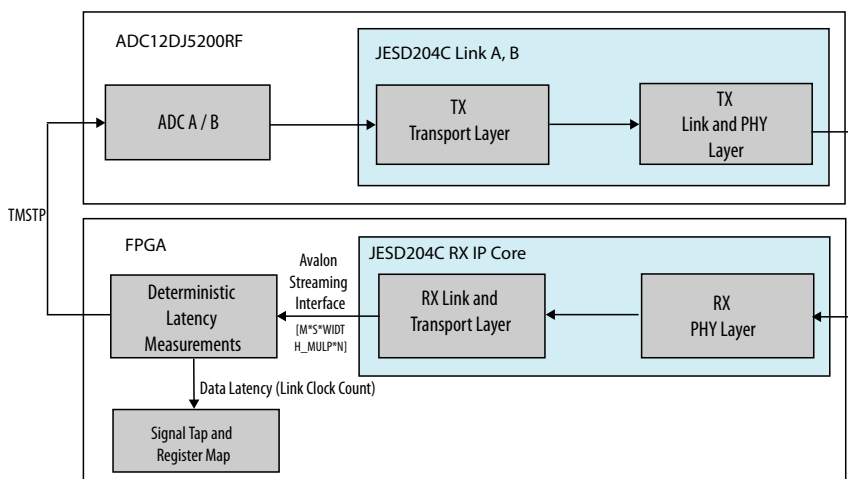 ADC12DJ5200RF
JESD204C Link A, B
ADC A / B
TX
Transport Layer
TX
Link and PHY
Layer
TMSTP
FPGA
Avalon
Streaming
Interface
[M*S*WIDT
H_MULP*N]
JESD204C RX IP Core
Deterministic
Latency
Measurements
RX Link and
Transport Layer
RX
PHY Layer
Data Latency (Link Clock Count)
Signal Tap and
Register Map